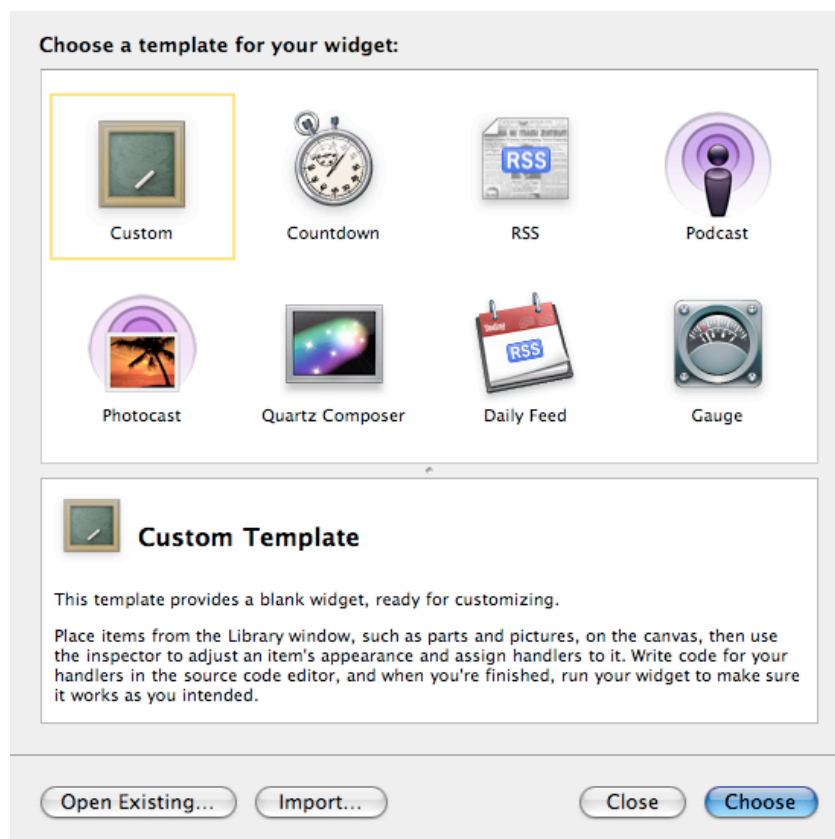 Choose a template for your widget:
RSS
Custom
Countdown
RSS
Podcast
Today
RSS
Photocast
Quartz Composer
Daily Feed
Gauge
Custom Template
This template provides a blank widget, ready for customizing.
Place items from the Library window, such as parts and pictures, on the canvas, then use
the inspector to adjust an item's appearance and assign handlers to it. Write code for your
handlers in the source code editor, and when you're finished, run your widget to make sure
it works as you intended.
Open Existing...
Import...
Close
Choose